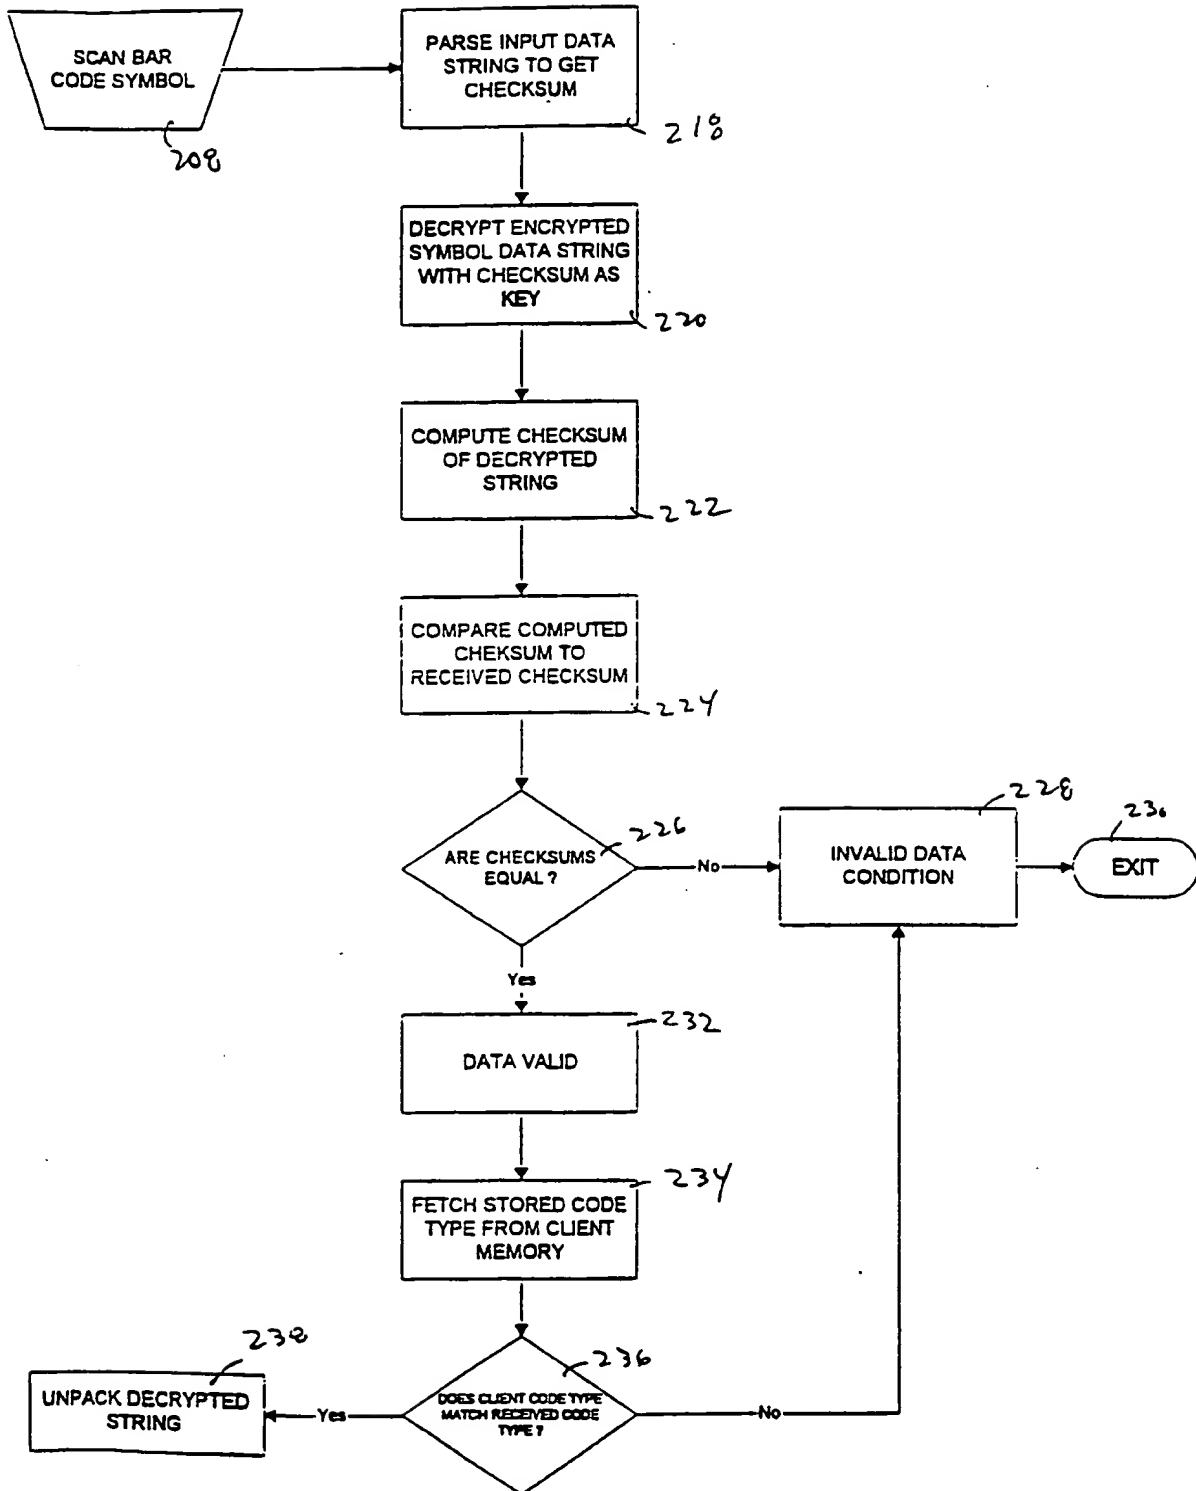 SCAN BAR
CODE SYMBOL
208
PARSE INPUT DATA
STRING TO GET
CHECKSUM
218
DECRYPT ENCRYPTED
SYMBOL DATA STRING
WITH CHECKSUM AS
KEY
220
COMPUTE CHECKSUM
OF DECRYPTED
STRING
222
COMPARE COMPUTED
CHEKSUM TO
RECEIVED CHECKSUM
224
ARE CHECKSUMS
EQUAL ?
226
No
INVALID DATA
CONDITION
228
EXIT
230
Yes
DATA VALID
232
FETCH STORED CODE
TYPE FROM CLIENT
MEMORY
234
DOES CLIENT CODE TYPE
MATCH RECEIVED CODE
TYPE ?
236
No
Yes
UNPACK DECRYPTED
STRING
238